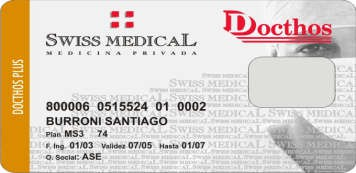 DOCTHOS PLUS
SWISS MEDICAL
MEDICINA PRIVADA
Docthos
800006 0515524 01 0002
BURRONI SANTIAGO
Plan MS3 74
F. Ing. 01/03 Validez 07/05 Hasta 01/07
O. Social: ASE